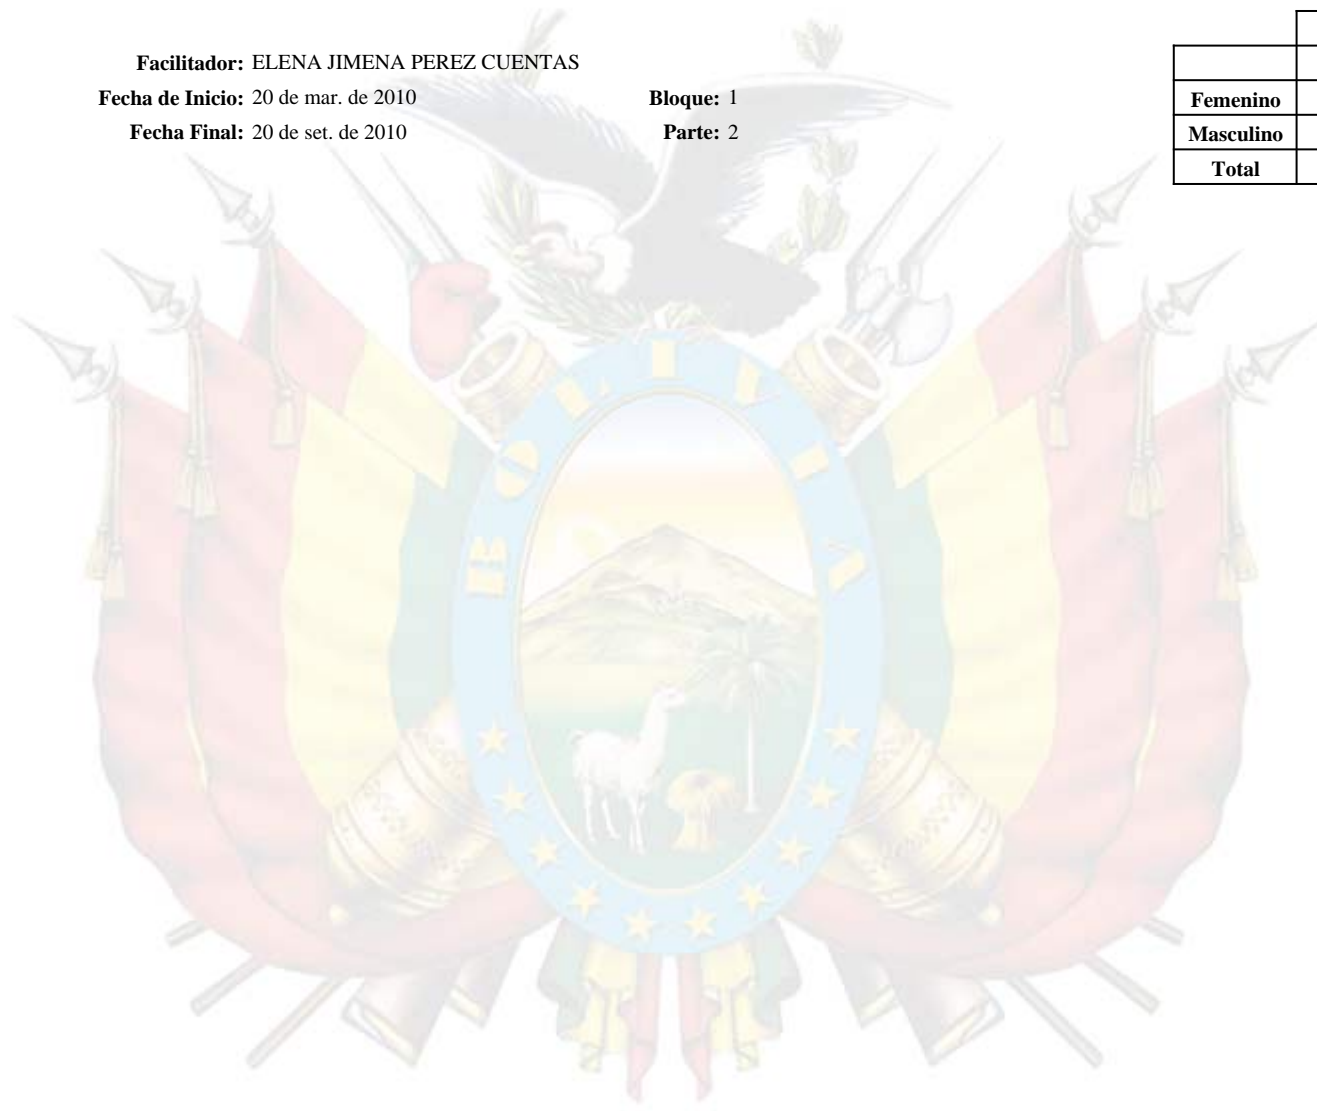 Facilitador: ELENA JIMENA PEREZ CUENTAS
Fecha de Inicio: 20 de mar. de 2010 Bloque: 1
Fecha Final: 20 de set. de 2010 Parte: 2
Femenino
Masculino
Total
BOLIVIA